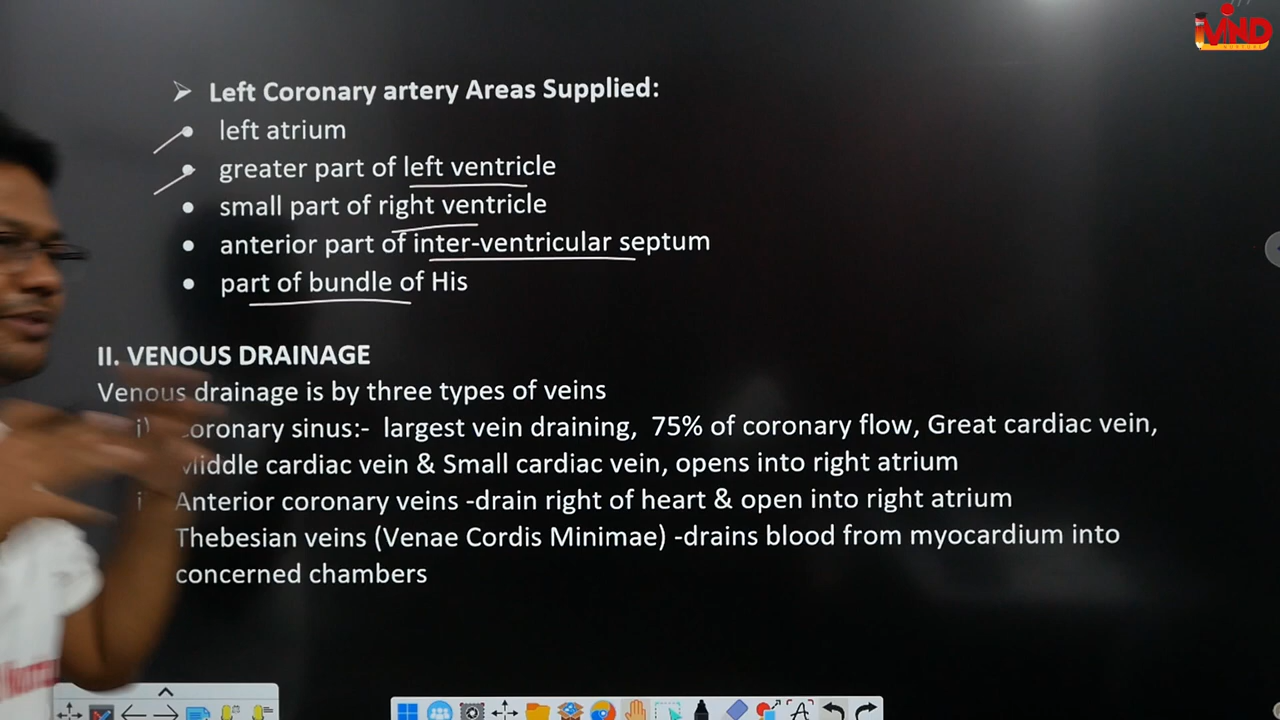 iVIND
➢ Left Coronary artery Areas Supplied:
• left atrium
• greater part of left ventricle
• small part of right ventricle
• anterior part of inter-ventricular septum
• part of bundle of His
II. VENOUS DRAINAGE
Venous drainage is by three types of veins
i) coronary sinus:- largest vein draining, 75% of coronary flow, Great cardiac vein,
Middle cardiac vein & Small cardiac vein, opens into right atrium
Anterior coronary veins -drain right of heart & open into right atrium
Thebesian veins (Venae Cordis Minimae) -drains blood from myocardium into
concerned chambers